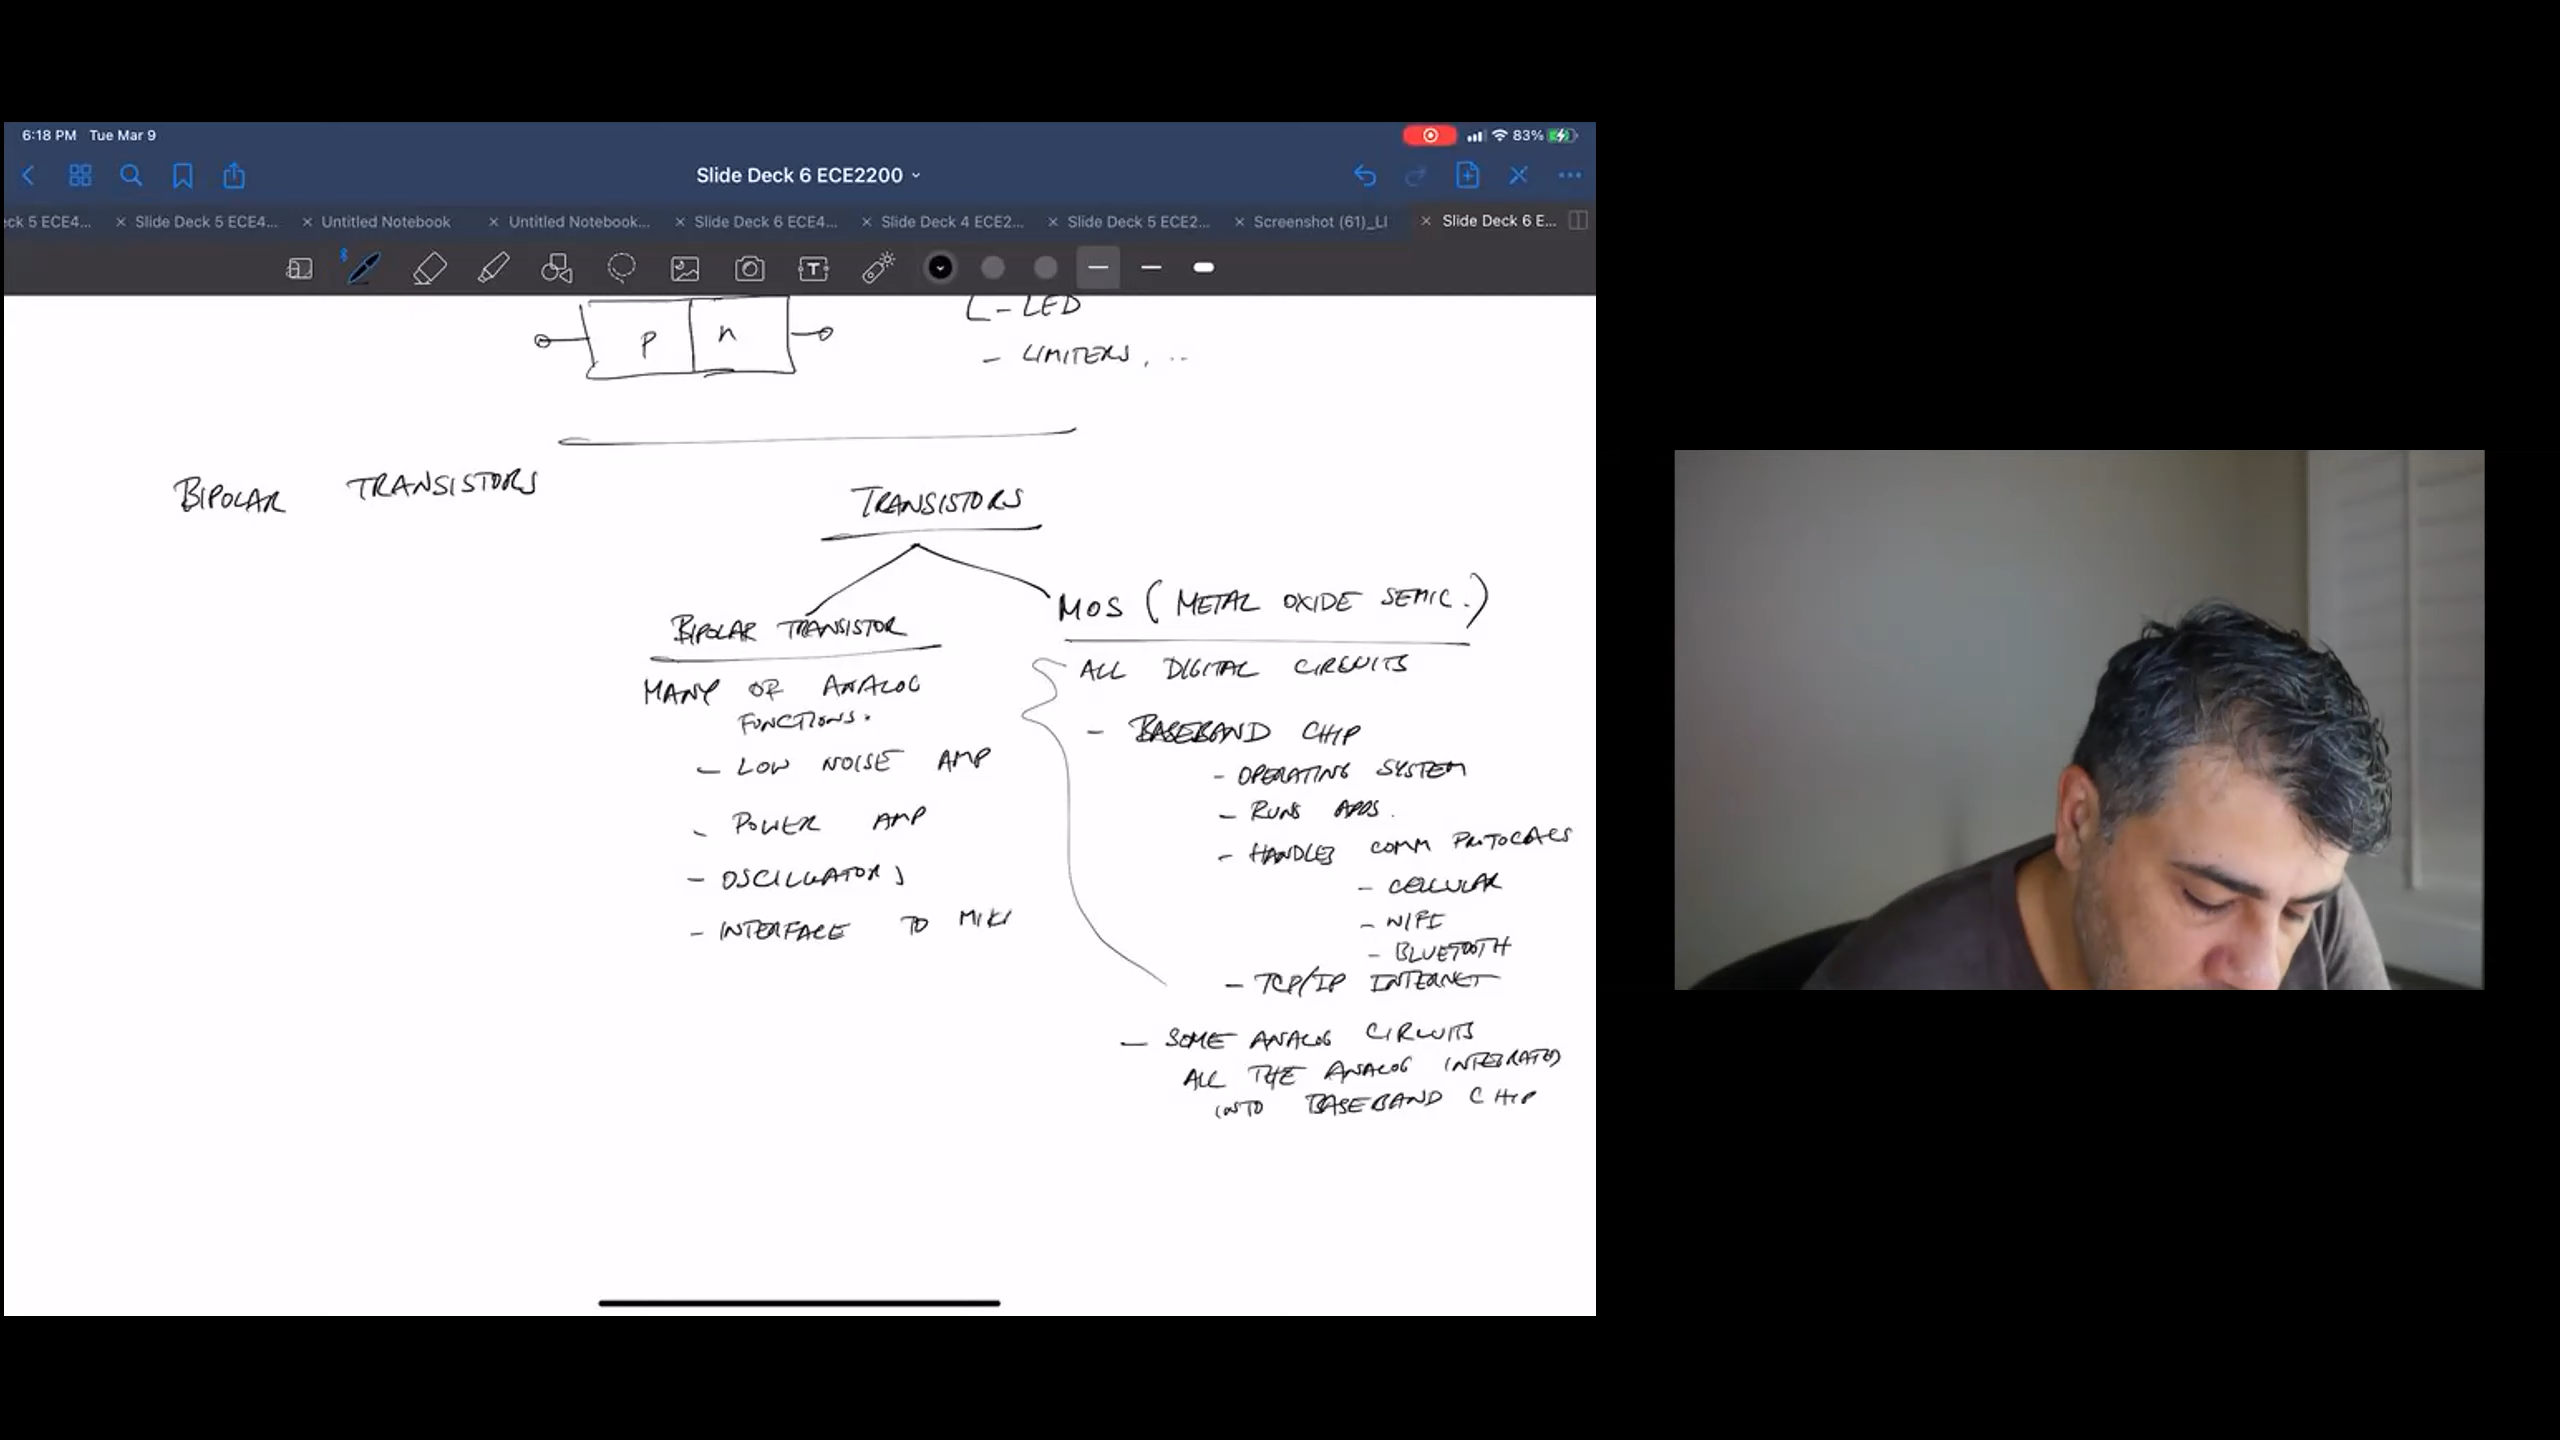 6:18 PM Tue Mar 9
83%
Slide Deck 6 ECE2200
ck 5 ECE4...
Slide Deck 5 ECE4...
Untitled Notebook
Untitled Notebook...
Slide Deck 6 ECE4...
Slide Deck 4 ECE2...
Slide Deck 5 ECE2...
Screenshot (61)_LI
Slide Deck 6 E...
T
- LED
p n
- LIMITERS, ..
BIPOLAR TRANSISTORS
TRANSISTORS
MOS (METAL OXIDE SEMIC.)
BIPOLAR TRANSISTOR
MANY OF ANALOG
FUNCTIONS.
- LOW NOISE AMP
- POWER AMP
- OSCILLATORS
- INTERFACE TO
ALL DIGITAL CIRCUITS
- BASEBAND CHIP
- OPERATING SYSTEM
- RUNS APPS.
- HANDLES COMM PROTOCALS
- CELLULAR
- WIFI
- BLUETOOTH
- TCP/IP INTERNET
- SOME ANALOG CIRCUITS
ALL THE ANALOG INTEGRATED
INTO BASEBAND CHIP